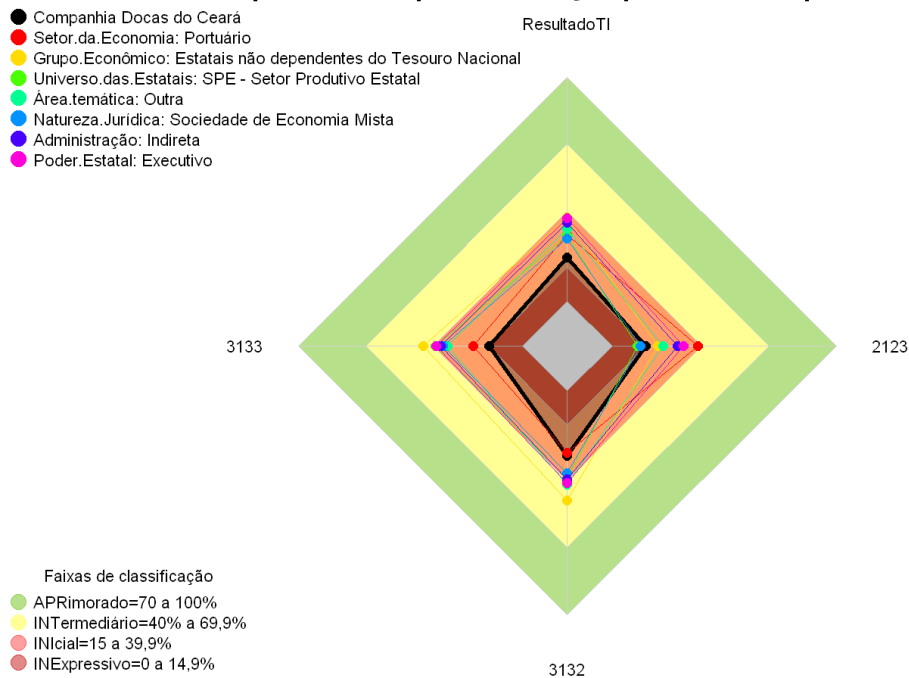 Companhia Docas do Ceará
Setor.da.Economia: Portuário
Grupo.Econômico: Estatais não dependentes do Tesouro Nacional
Universo.das.Estatais: SPE - Setor Produtivo Estatal
Área.temática: Outra
Natureza.Jurídica: Sociedade de Economia Mista
Administração: Indireta
Poder.Estatal: Executivo
ResultadoTI
3133
2123
3132
Faixas de classificação
APRimorado=70 a 100%
INTermediário=40% a 69,9%
INIcial=15 a 39,9%
INExpressivo=0 a 14,9%